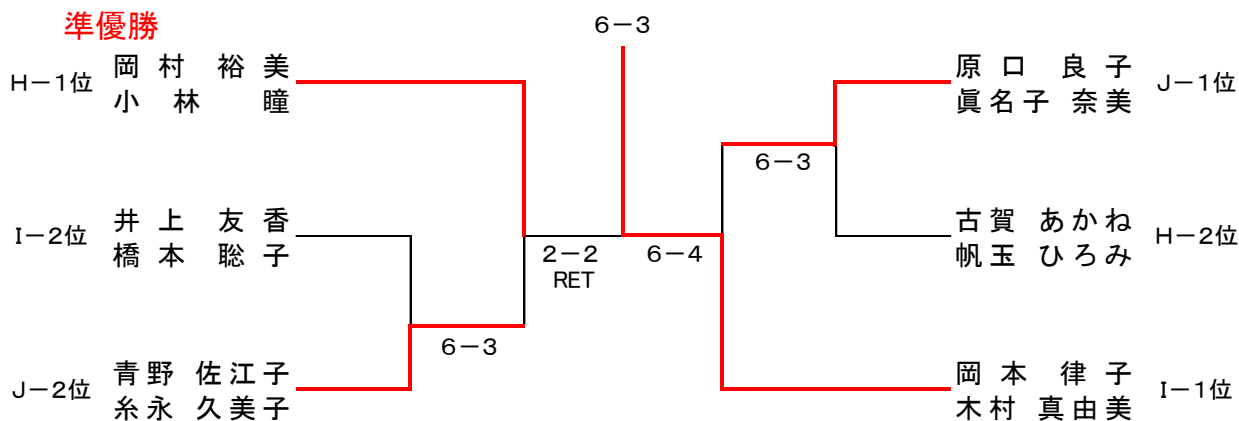 準優勝
6－3
H－1位
岡村 裕美
小林 瞳
原口 良子
眞名子 奈美
J－1位
6－3
I－2位
井上 友香
橋本 聡子
2－2
RET
6－4
古賀 あかね
帆玉 ひろみ
H－2位
6－3
J－2位
青野 佐江子
糸永 久美子
岡本 律子
木村 真由美
I－1位